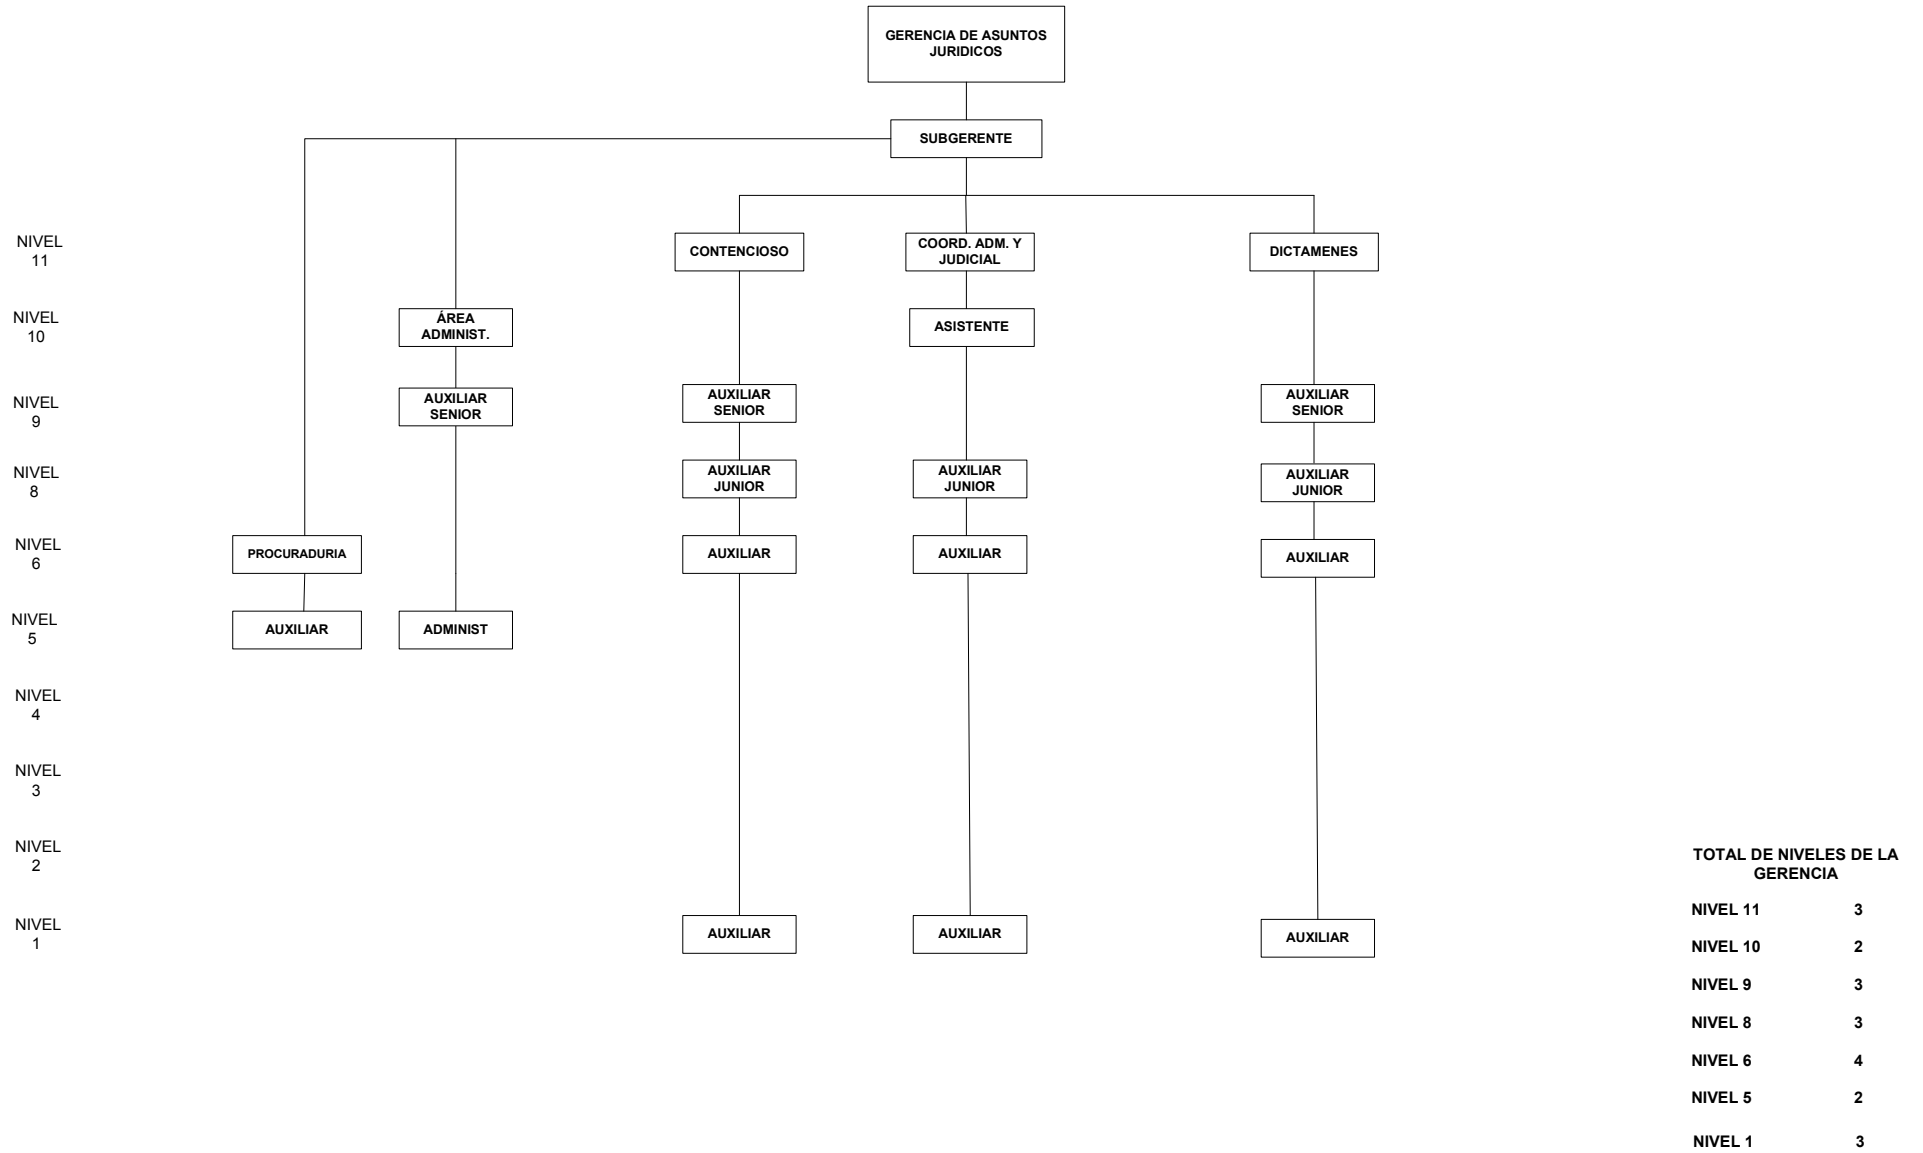 GERENCIA DE ASUNTOS
JURIDICOS
SUBGERENTE
NIVEL
11
CONTENCIOSO
COORD. ADM. Y
JUDICIAL
DICTAMENES
NIVEL
10
ÁREA
ADMINIST.
ASISTENTE
NIVEL
9
AUXILIAR
SENIOR
AUXILIAR
SENIOR
AUXILIAR
SENIOR
NIVEL
8
AUXILIAR
JUNIOR
AUXILIAR
JUNIOR
AUXILIAR
JUNIOR
NIVEL
6
PROCURADURIA
AUXILIAR
AUXILIAR
AUXILIAR
NIVEL
5
AUXILIAR
ADMINIST
NIVEL
4
NIVEL
3
NIVEL
2
NIVEL
1
AUXILIAR
AUXILIAR
AUXILIAR
TOTAL DE NIVELES DE LA
GERENCIA
NIVEL 11 3
NIVEL 10 2
NIVEL 9 3
NIVEL 8 3
NIVEL 6 4
NIVEL 5 2
NIVEL 1 3